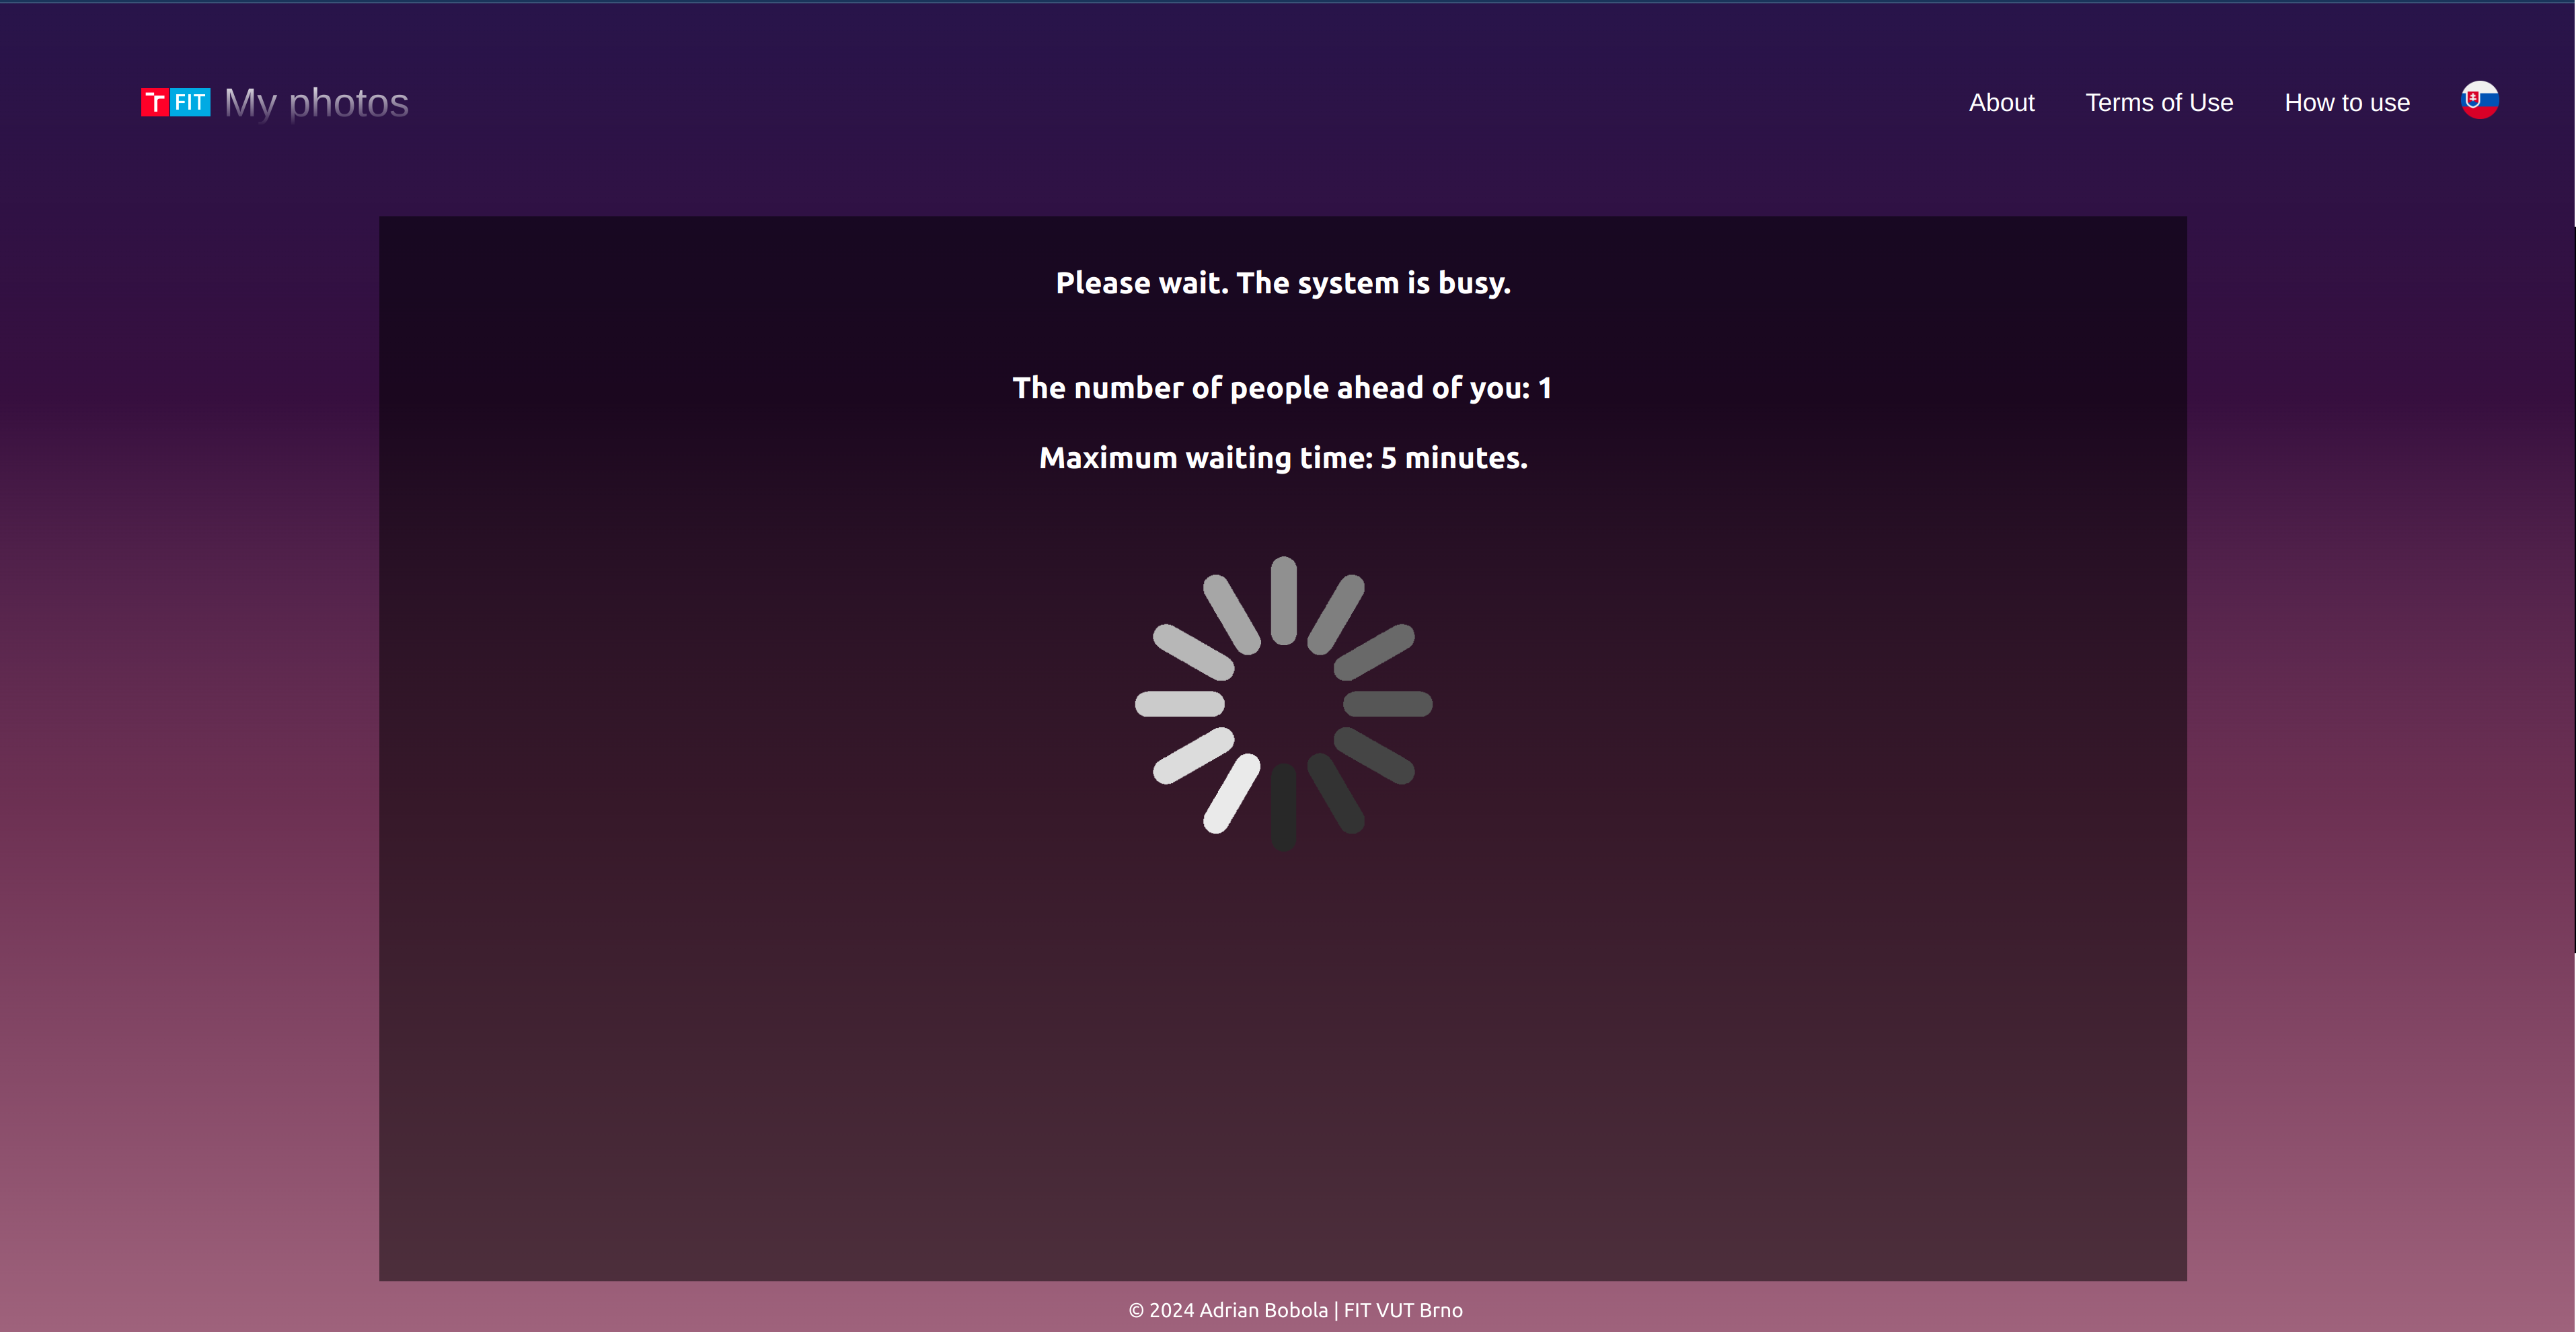 FIT My photos
About Terms of Use How to use
Please wait. The system is busy.
The number of people ahead of you: 1
Maximum waiting time: 5 minutes.
© 2024 Adrian Bobola | FIT VUT Brno